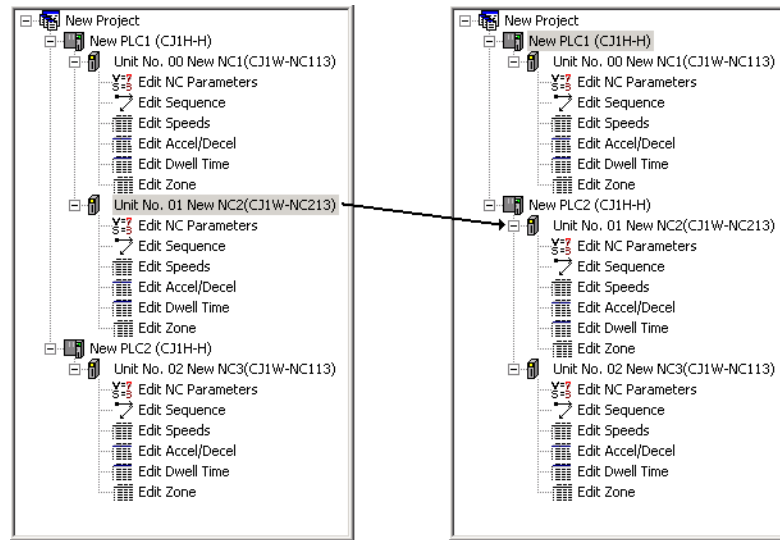 New Project
New PLC1 (CJ1H-H)
Unit No. 00 New NC1(CJ1W-NC113)
Edit NC Parameters
Edit Sequence
Edit Speeds
Edit Accel/Decel
Edit Dwell Time
Edit Zone
Unit No. 01 New NC2(CJ1W-NC213)
Edit NC Parameters
Edit Sequence
Edit Speeds
Edit Accel/Decel
Edit Dwell Time
Edit Zone
New PLC2 (CJ1H-H)
Unit No. 02 New NC3(CJ1W-NC113)
Edit NC Parameters
Edit Sequence
Edit Speeds
Edit Accel/Decel
Edit Dwell Time
Edit Zone
New Project
New PLC1 (CJ1H-H)
Unit No. 00 New NC1(CJ1W-NC113)
Edit NC Parameters
Edit Sequence
Edit Speeds
Edit Accel/Decel
Edit Dwell Time
Edit Zone
New PLC2 (CJ1H-H)
Unit No. 01 New NC2(CJ1W-NC213)
Edit NC Parameters
Edit Sequence
Edit Speeds
Edit Accel/Decel
Edit Dwell Time
Edit Zone
Unit No. 02 New NC3(CJ1W-NC113)
Edit NC Parameters
Edit Sequence
Edit Speeds
Edit Accel/Decel
Edit Dwell Time
Edit Zone